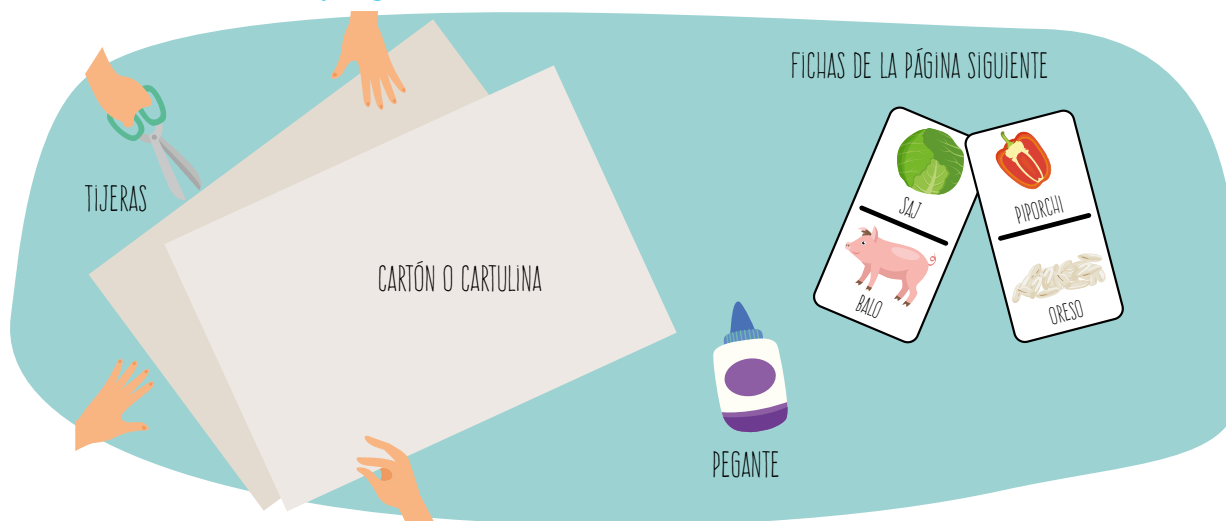 FICHAS DE LA PÁGINA SIGUIENTE
TIJERAS
SAJ
PIPORCHI
CARTÓN O CARTULINA
BALO
ORESO
PEGANTE